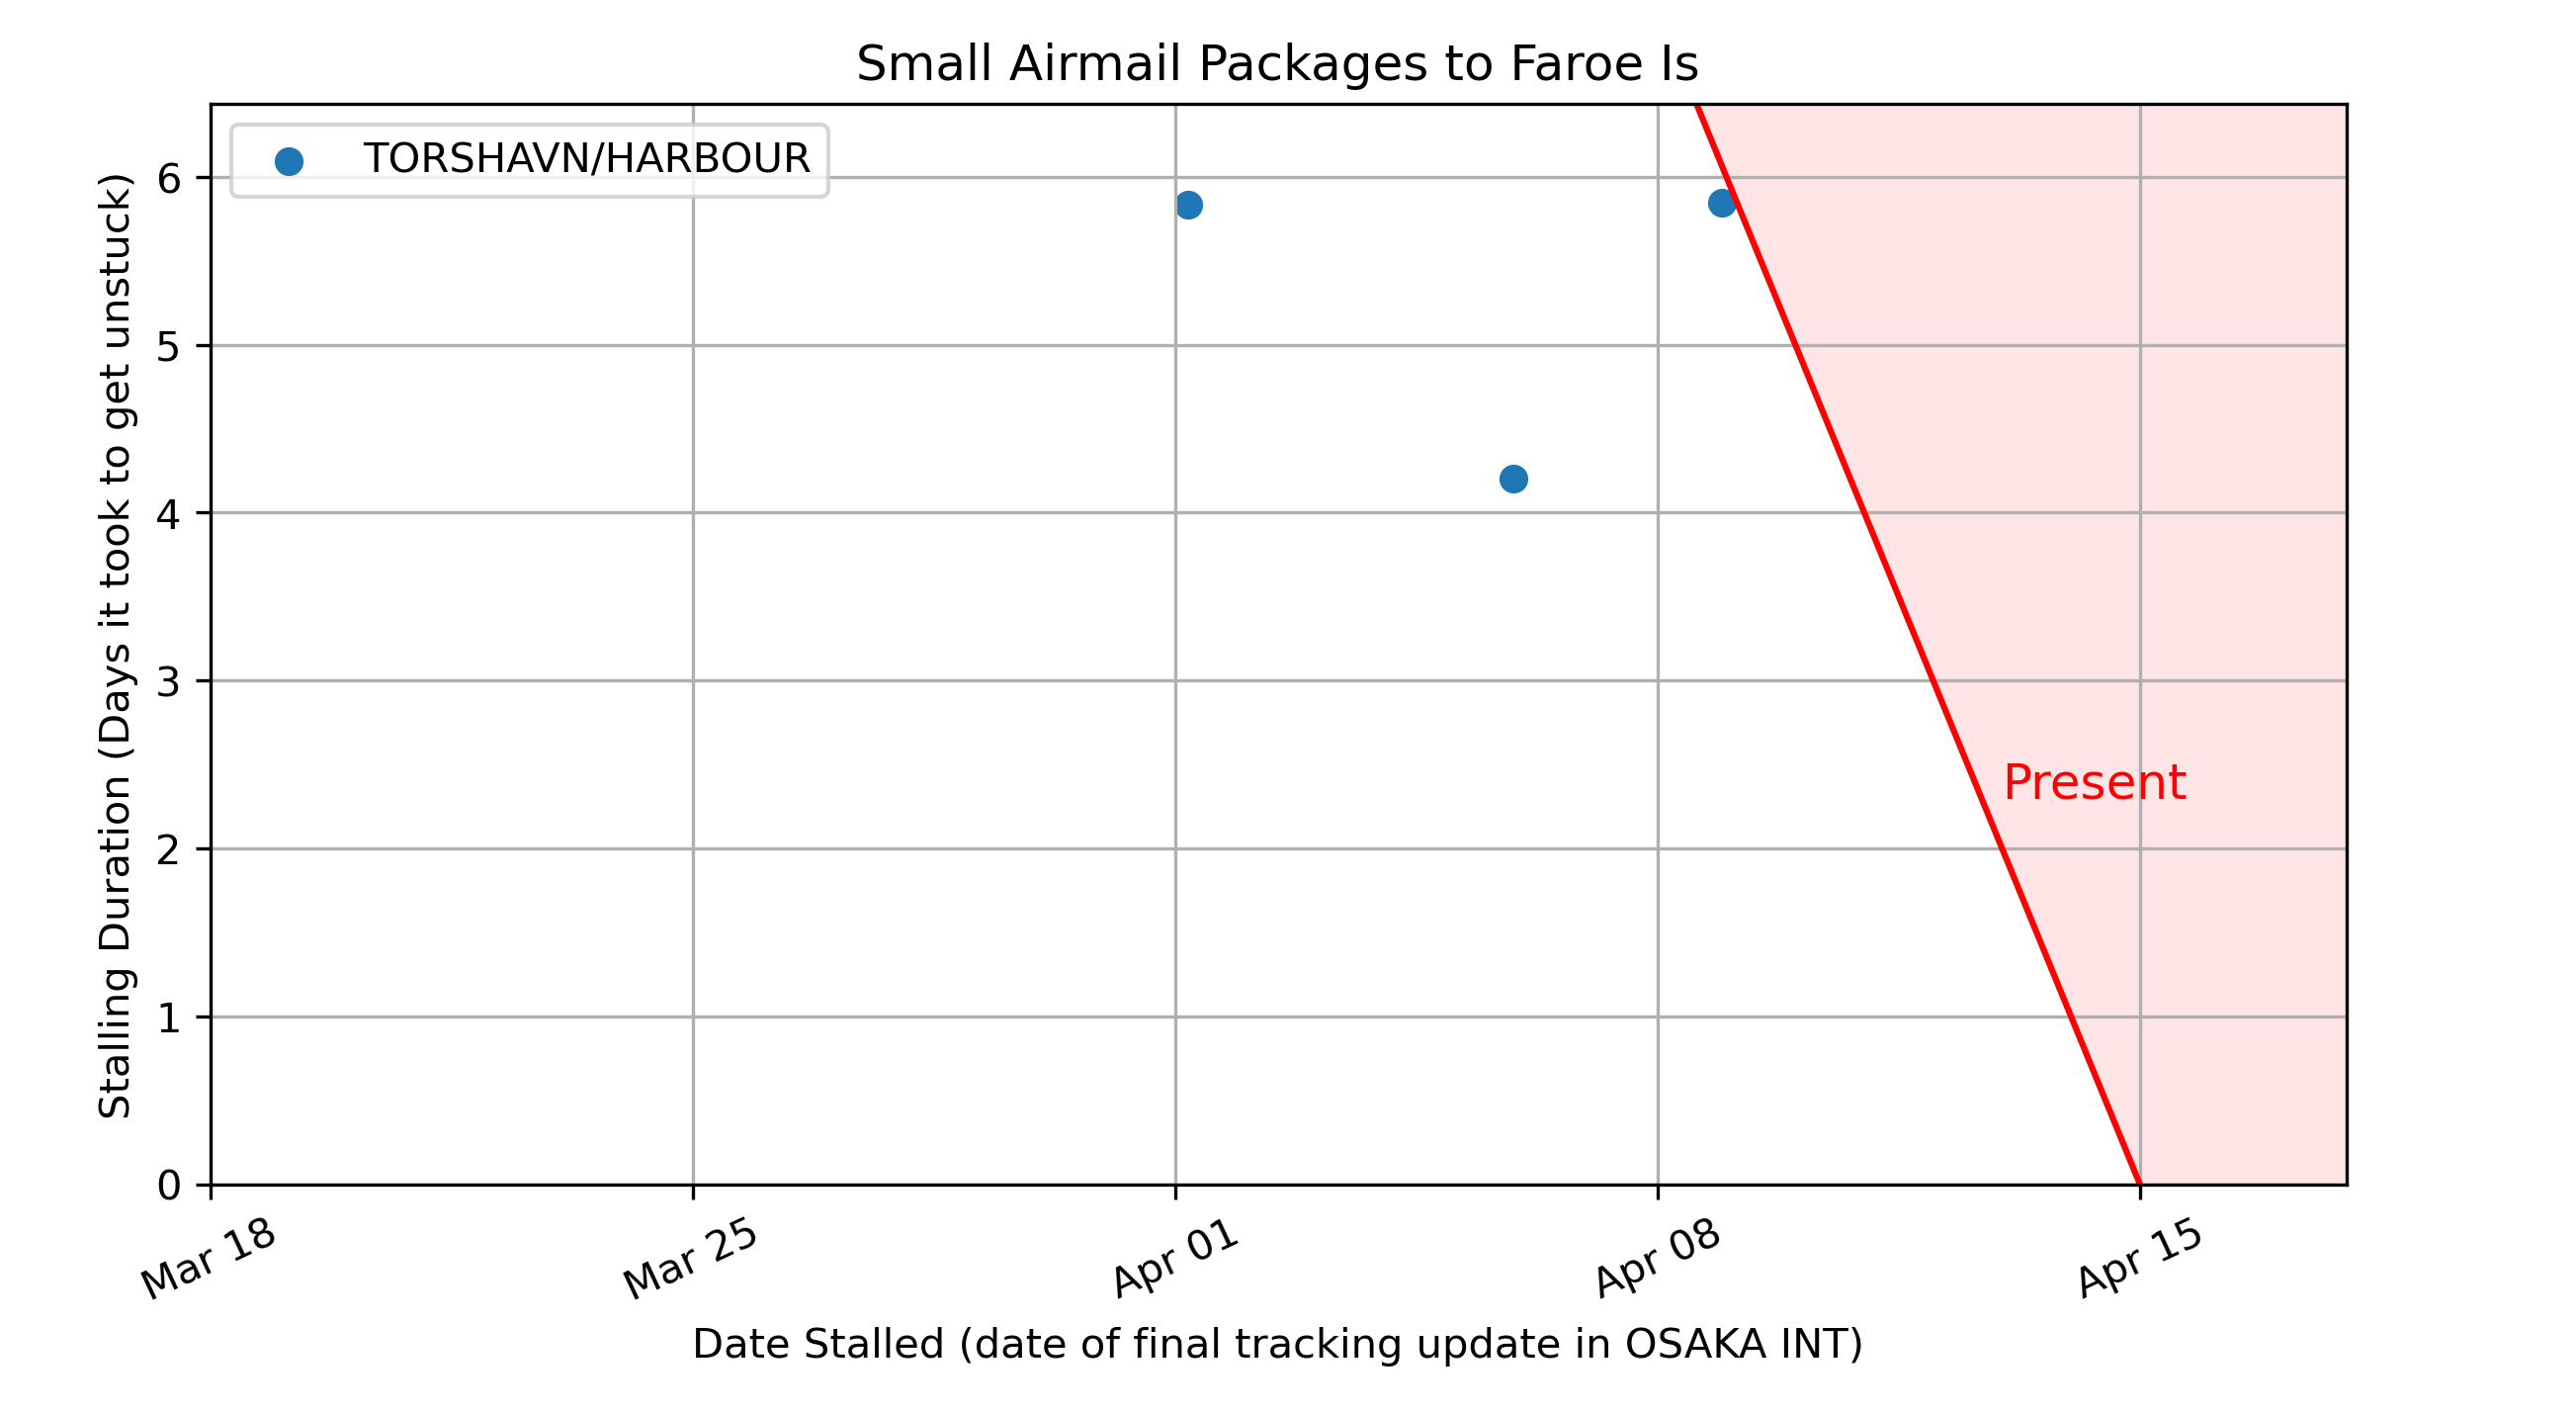 Small Airmail Packages to Faroe Is
TORSHAVN/HARBOUR
Stalling Duration (Days it took to get unstuck)
6
5
4
3
2
1
0
Present
Mar 18
Mar 25
Apr 01
Apr 08
Apr 15
Date Stalled (date of final tracking update in OSAKA INT)